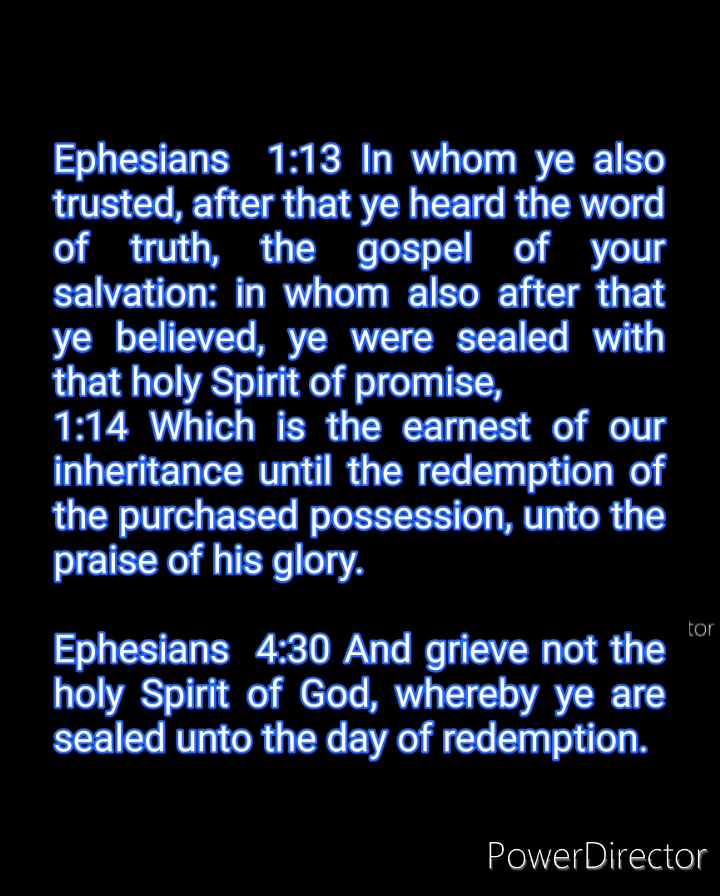 Ephesians 1:13 In whom ye also
trusted, after that ye heard the word
of truth, the gospel of your
salvation: in whom also after that
ye believed, ye were sealed with
that holy Spirit of promise,
1:14 Which is the earnest of our
inheritance until the redemption of
the purchased possession, unto the
praise of his glory.
tor
Ephesians 4:30 And grieve not the
holy Spirit of God, whereby ye are
sealed unto the day of redemption.
PowerDirector